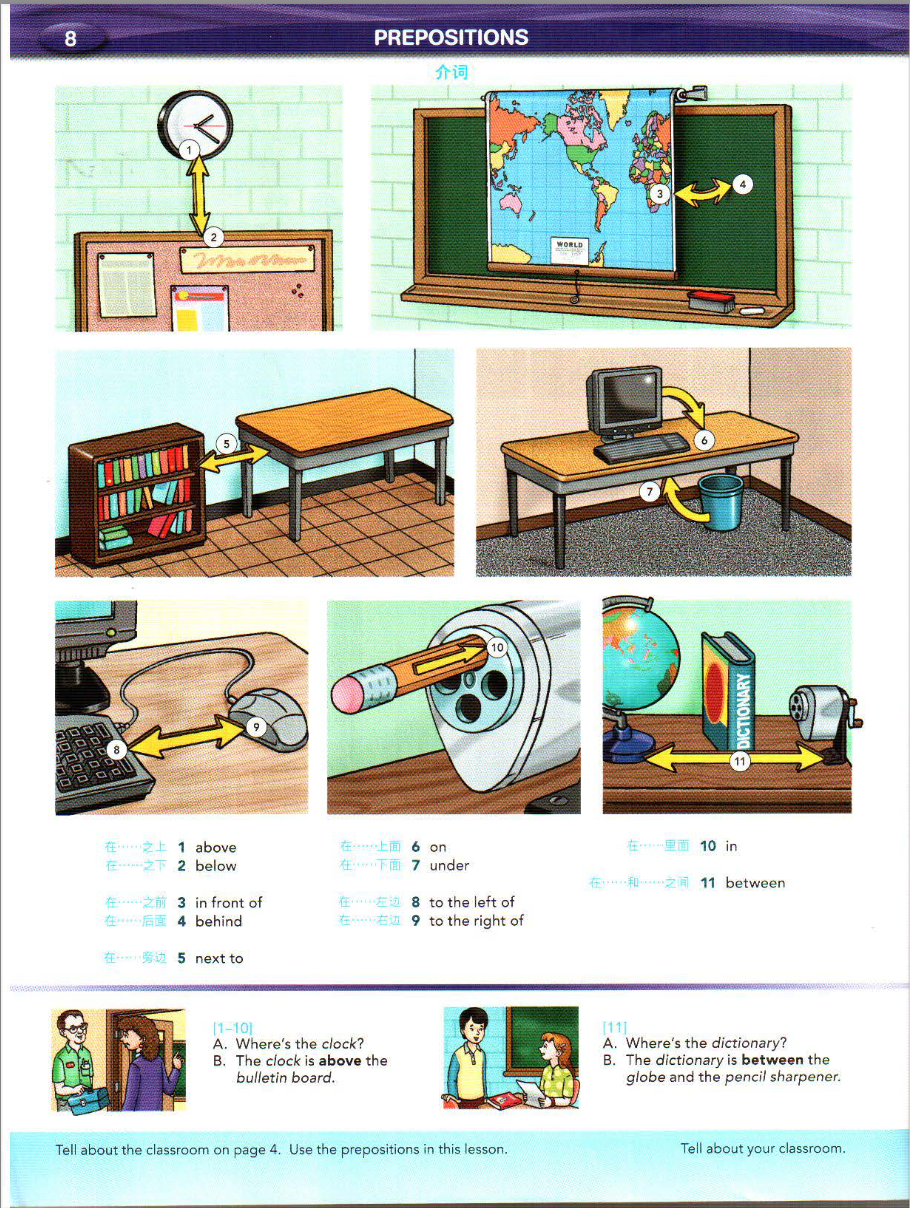 8
PREPOSITIONS
介词
1
2
WORLD
3
4
5
6
7
8
9
10
DICTIONARY
11
在……之上 1 above
在……之下 2 below
在……之前 3 in front of
在……后面 4 behind
在……旁边 5 next to
在……上面 6 on
在……下面 7 under
在……左边 8 to the left of
在……右边 9 to the right of
在……里面 10 in
在……和……之间 11 between
[1–10]
A. Where's the clock?
B. The clock is above the
bulletin board.
[11]
A. Where's the dictionary?
B. The dictionary is between the
globe and the pencil sharpener.
Tell about the classroom on page 4. Use the prepositions in this lesson.
Tell about your classroom.